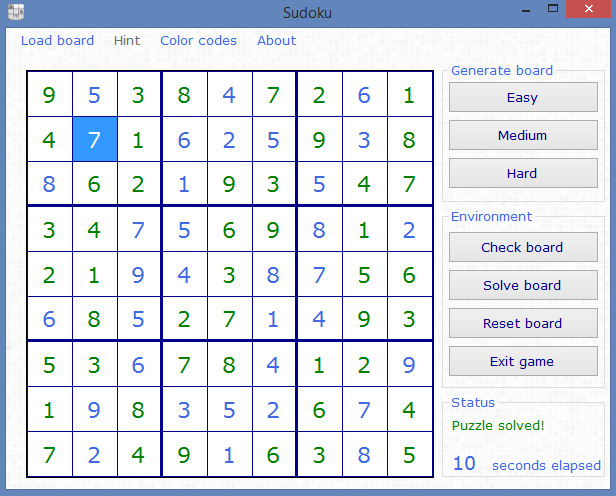 Sudoku
Load board Hint Color codes About
9 5 3 8 4 7 2 6 1
4 7 1 6 2 5 9 3 8
8 6 2 1 9 3 5 4 7
3 4 7 5 6 9 8 1 2
2 1 9 4 3 8 7 5 6
6 8 5 2 7 1 4 9 3
5 3 6 7 8 4 1 2 9
1 9 8 3 5 2 6 7 4
7 2 4 9 1 6 3 8 5
Generate board
Easy
Medium
Hard
Environment
Check board
Solve board
Reset board
Exit game
Status
Puzzle solved!
10 seconds elapsed